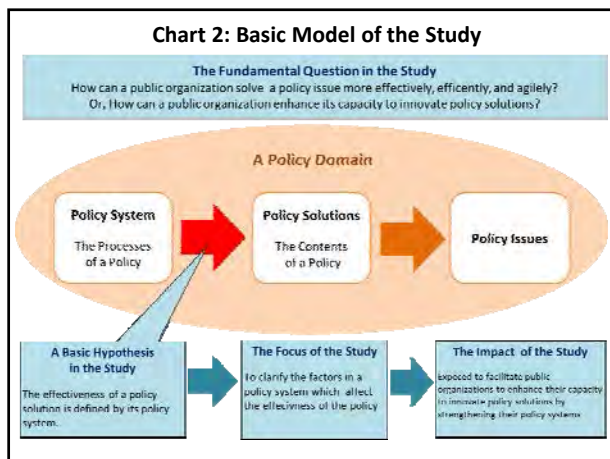 Chart 2: Basic Model of the Study
The Fundamental Question in the Study
How can a public organization solve a policy issue more effectively, efficently, and agilely?
Or, How can a public organization enhance its capacity to innovate policy solutions?
A Policy Domain
Policy System
The Processes
of a Policy
Policy Solutions
The Contents
of a Policy
Policy Issues
A Basic Hypothesis
in the Study
The effectiveness of a policy
solution is defined by its policy
system.
The Focus of the Study
To clarify the factors in a
policy system which affect
the effecivness of the policy
The Impact of the Study
Exposed to facilitate public
organizations to enhance their capacity
to innovate policy solutions by
strengthening their policy systems